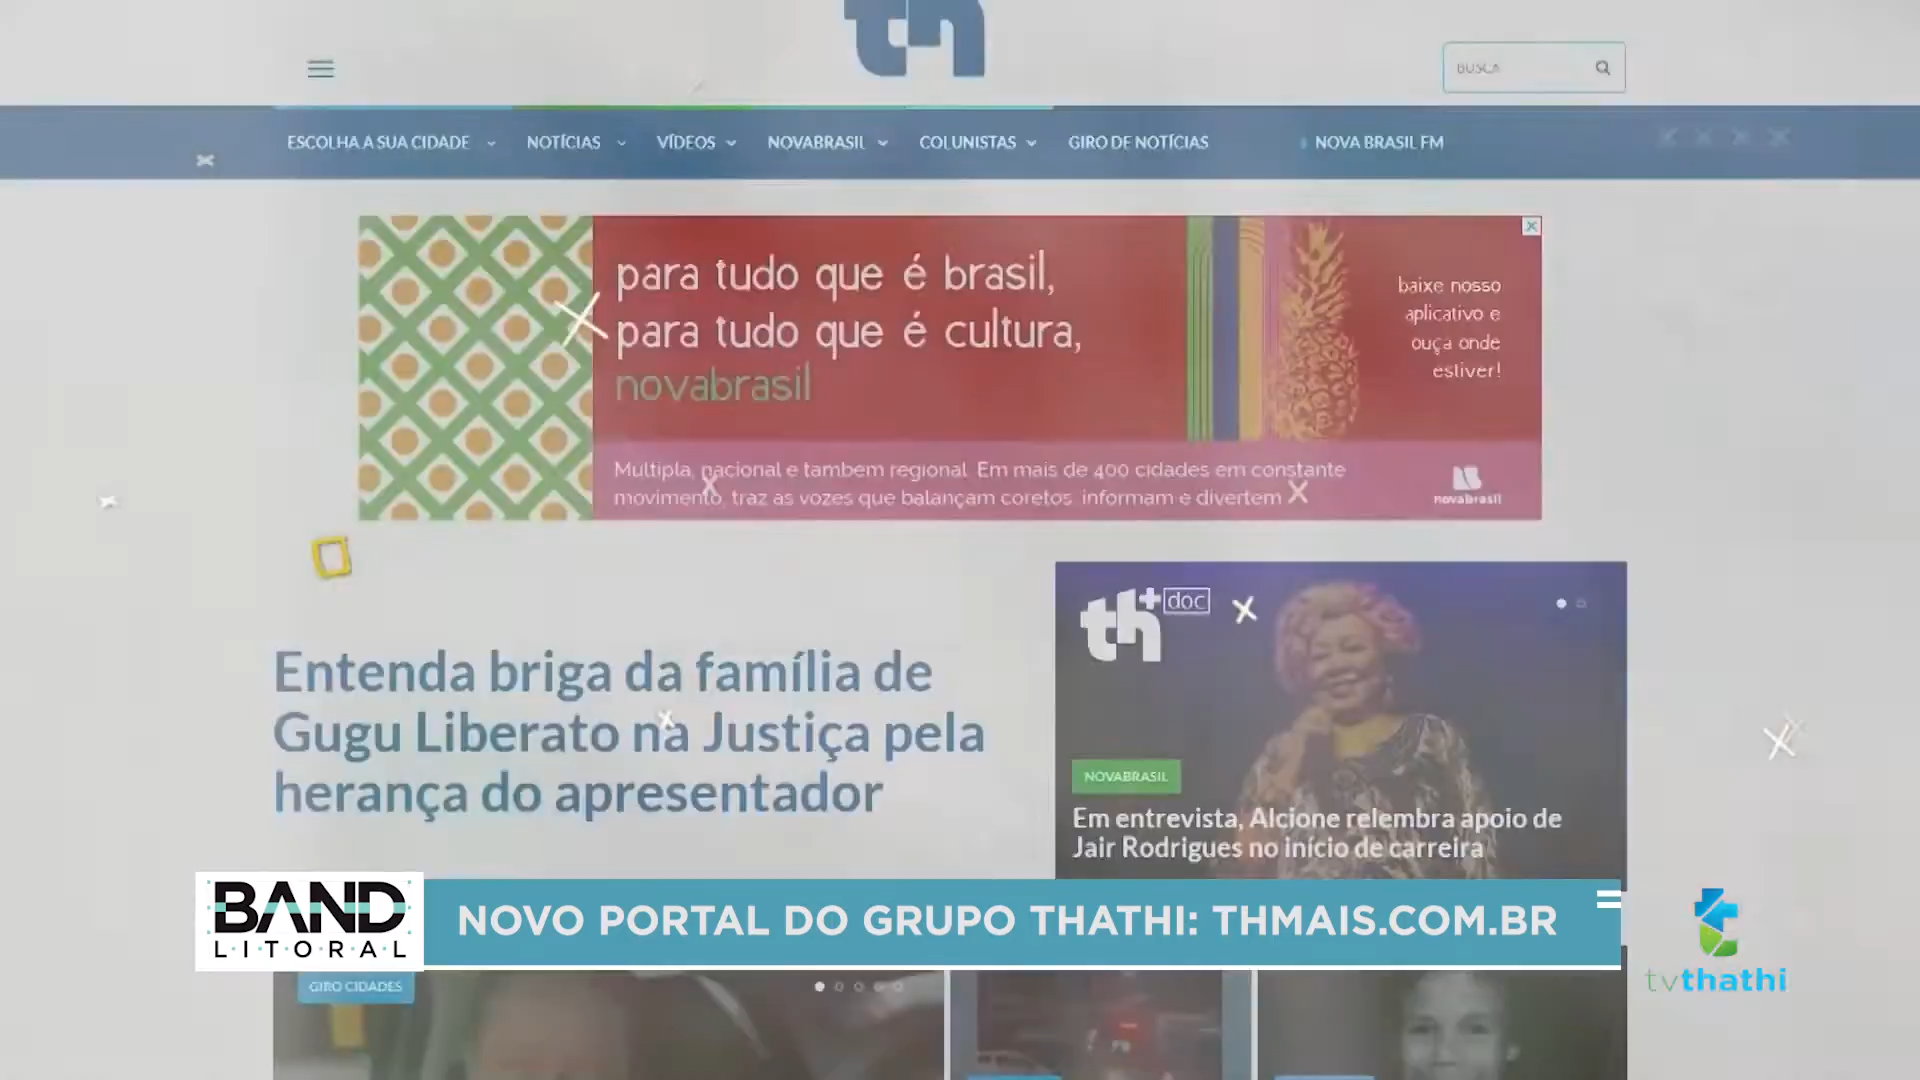 th
BUSCA
ESCOLHA A SUA CIDADE
NOTÍCIAS
VÍDEOS
NOVABRASIL
COLUNISTAS
GIRO DE NOTÍCIAS
NOVA BRASIL FM
para tudo que é brasil,
para tudo que é cultura,
novabrasil
baixe nosso
aplicativo e
ouça onde
estiver!
Multipla, nacional e tambem regional. Em mais de 400 cidades em constante
movimento, traz as vozes que balançam coretos, informam e divertem
novabrasil
Entenda briga da família de
Gugu Liberato na Justiça pela
herança do apresentador
th+ doc
NOVABRASIL
Em entrevista, Alcione relembra apoio de
Jair Rodrigues no início de carreira
BAND
LITORAL
NOVO PORTAL DO GRUPO THATHI: THMAIS.COM.BR
tvthathi
GIRO CIDADES